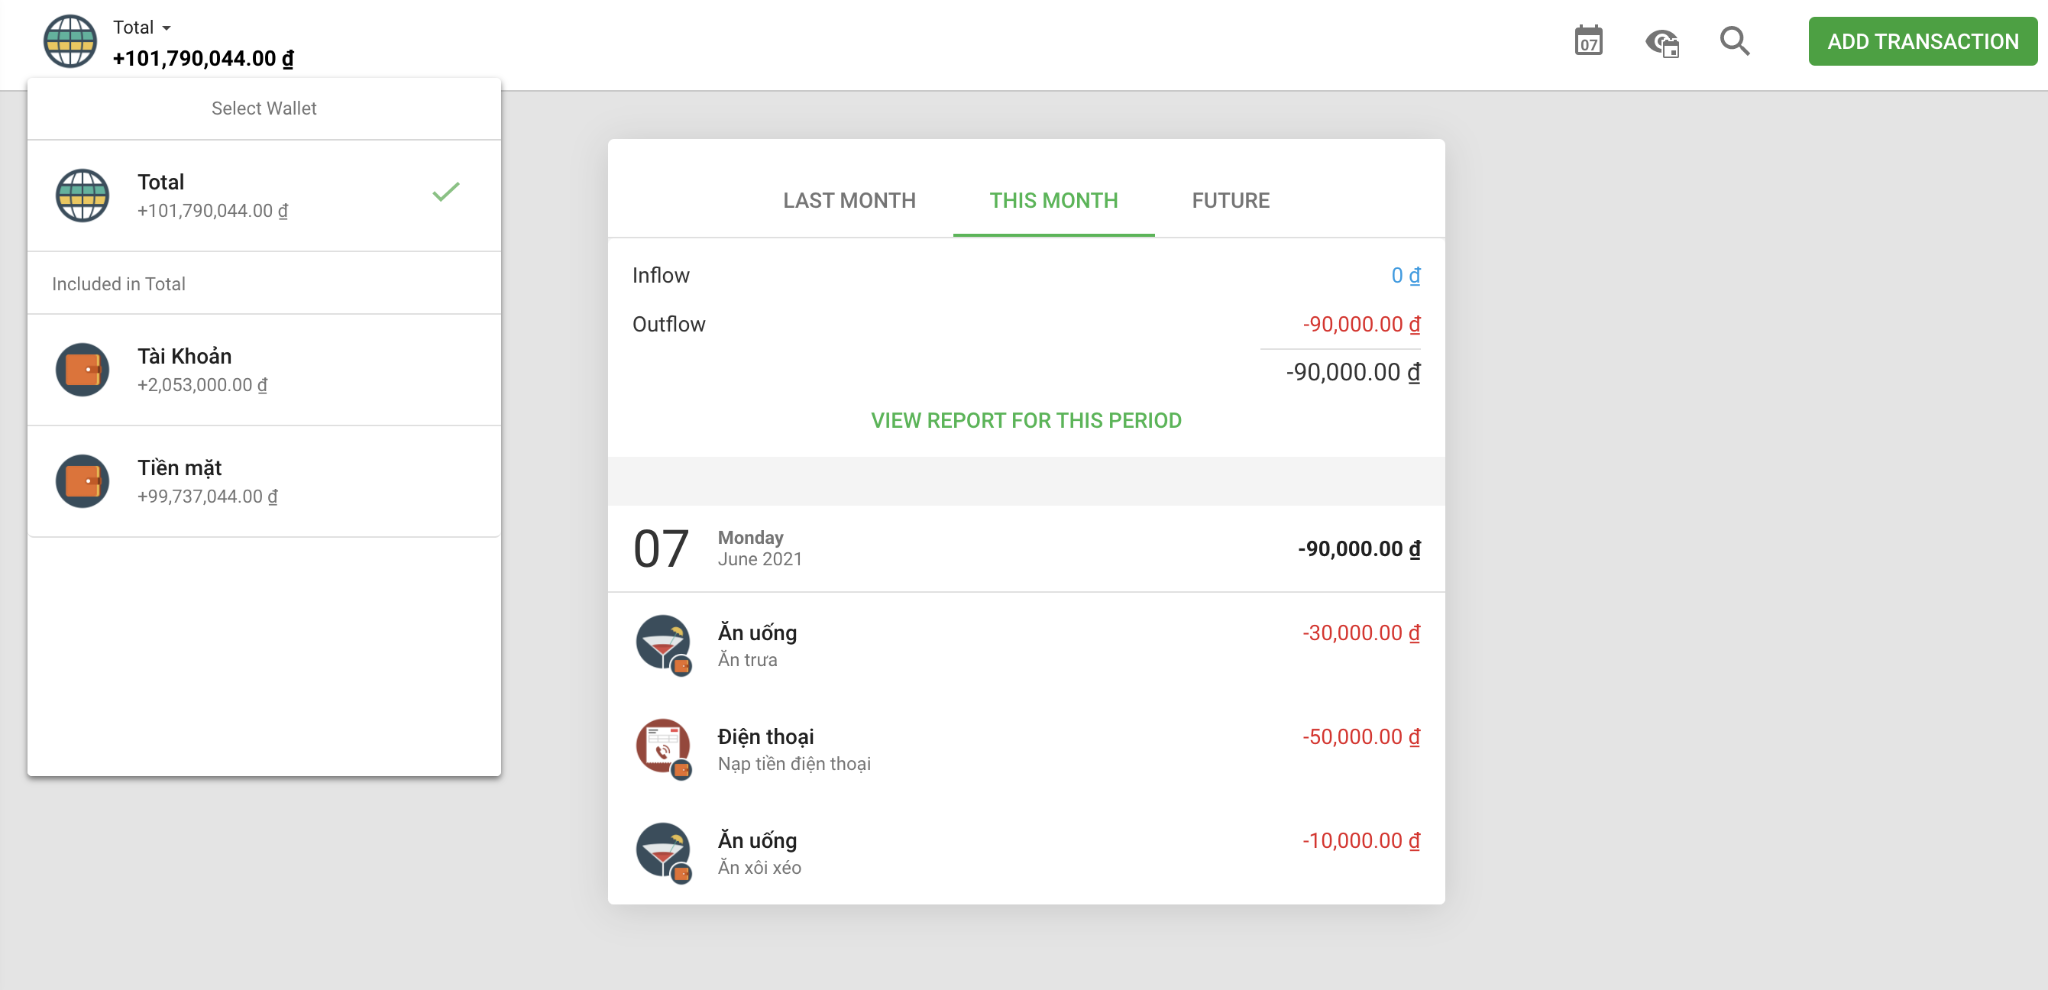 Total
+101,790,044.00 ₫
07
ADD TRANSACTION
Select Wallet
Total
+101,790,044.00 ₫
Included in Total
Tài Khoản
+2,053,000.00 ₫
Tiền mặt
+99,737,044.00 ₫
LAST MONTH THIS MONTH FUTURE
Inflow 0 ₫
Outflow -90,000.00 ₫
-90,000.00 ₫
VIEW REPORT FOR THIS PERIOD
07 Monday -90,000.00 ₫
June 2021
Ăn uống -30,000.00 ₫
Ăn trưa
Điện thoại -50,000.00 ₫
Nạp tiền điện thoại
Ăn uống -10,000.00 ₫
Ăn xôi xéo